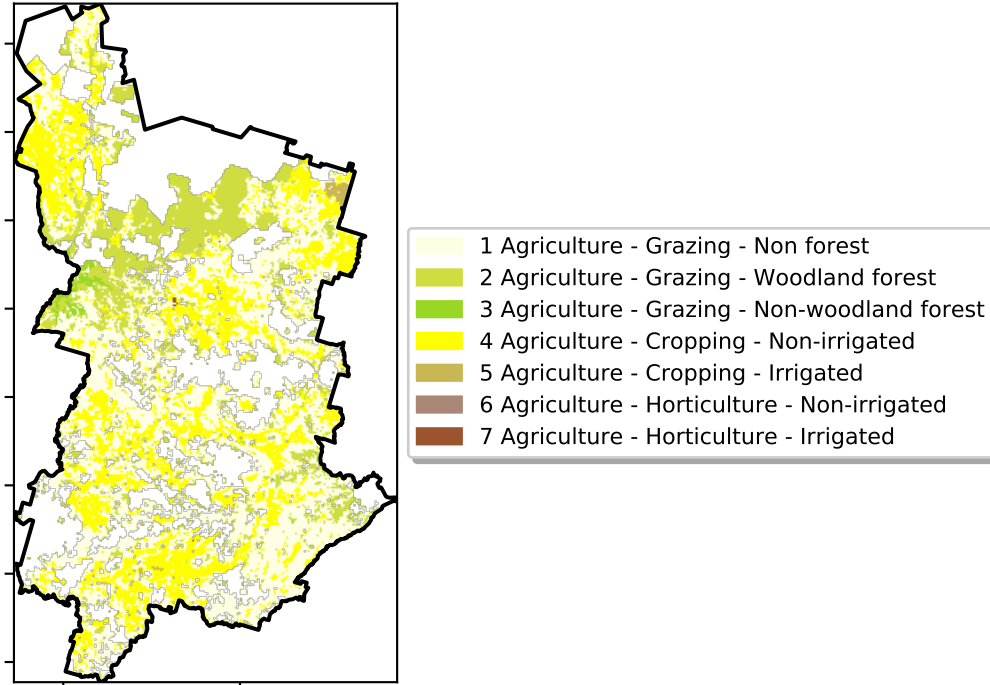 1 Agriculture - Grazing - Non forest
2 Agriculture - Grazing - Woodland forest
3 Agriculture - Grazing - Non-woodland forest
4 Agriculture - Cropping - Non-irrigated
5 Agriculture - Cropping - Irrigated
6 Agriculture - Horticulture - Non-irrigated
7 Agriculture - Horticulture - Irrigated